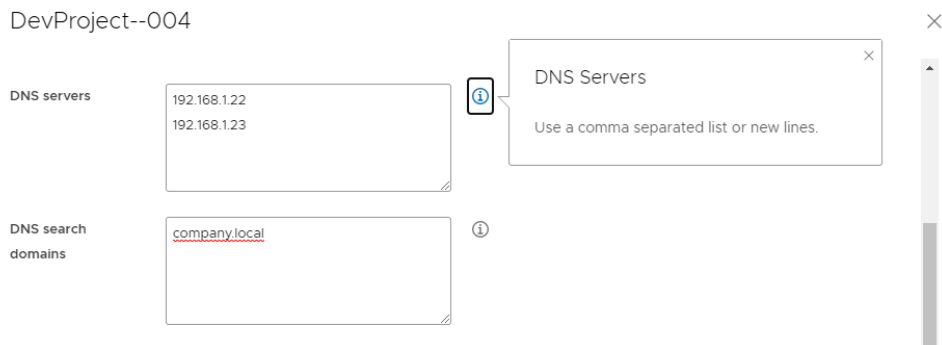 DevProject--004
DNS servers
192.168.1.22
192.168.1.23
DNS Servers
Use a comma separated list or new lines.
DNS search
domains
company.local